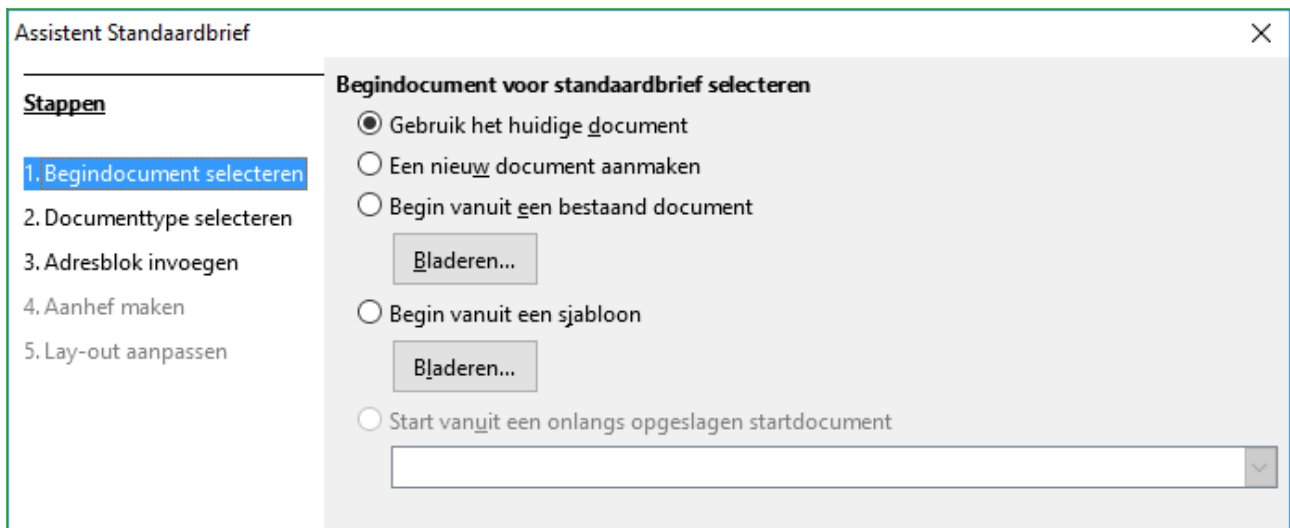 Assistent Standaardbrief
Stappen
1. Begindocument selecteren
2. Documenttype selecteren
3. Adresblok invoegen
4. Aanhef maken
5. Lay-out aanpassen
Begindocument voor standaardbrief selecteren
Gebruik het huidige document
Een nieuw document aanmaken
Begin vanuit een bestaand document
Bladeren...
Begin vanuit een sjabloon
Bladeren...
Start vanuit een onlangs opgeslagen startdocument